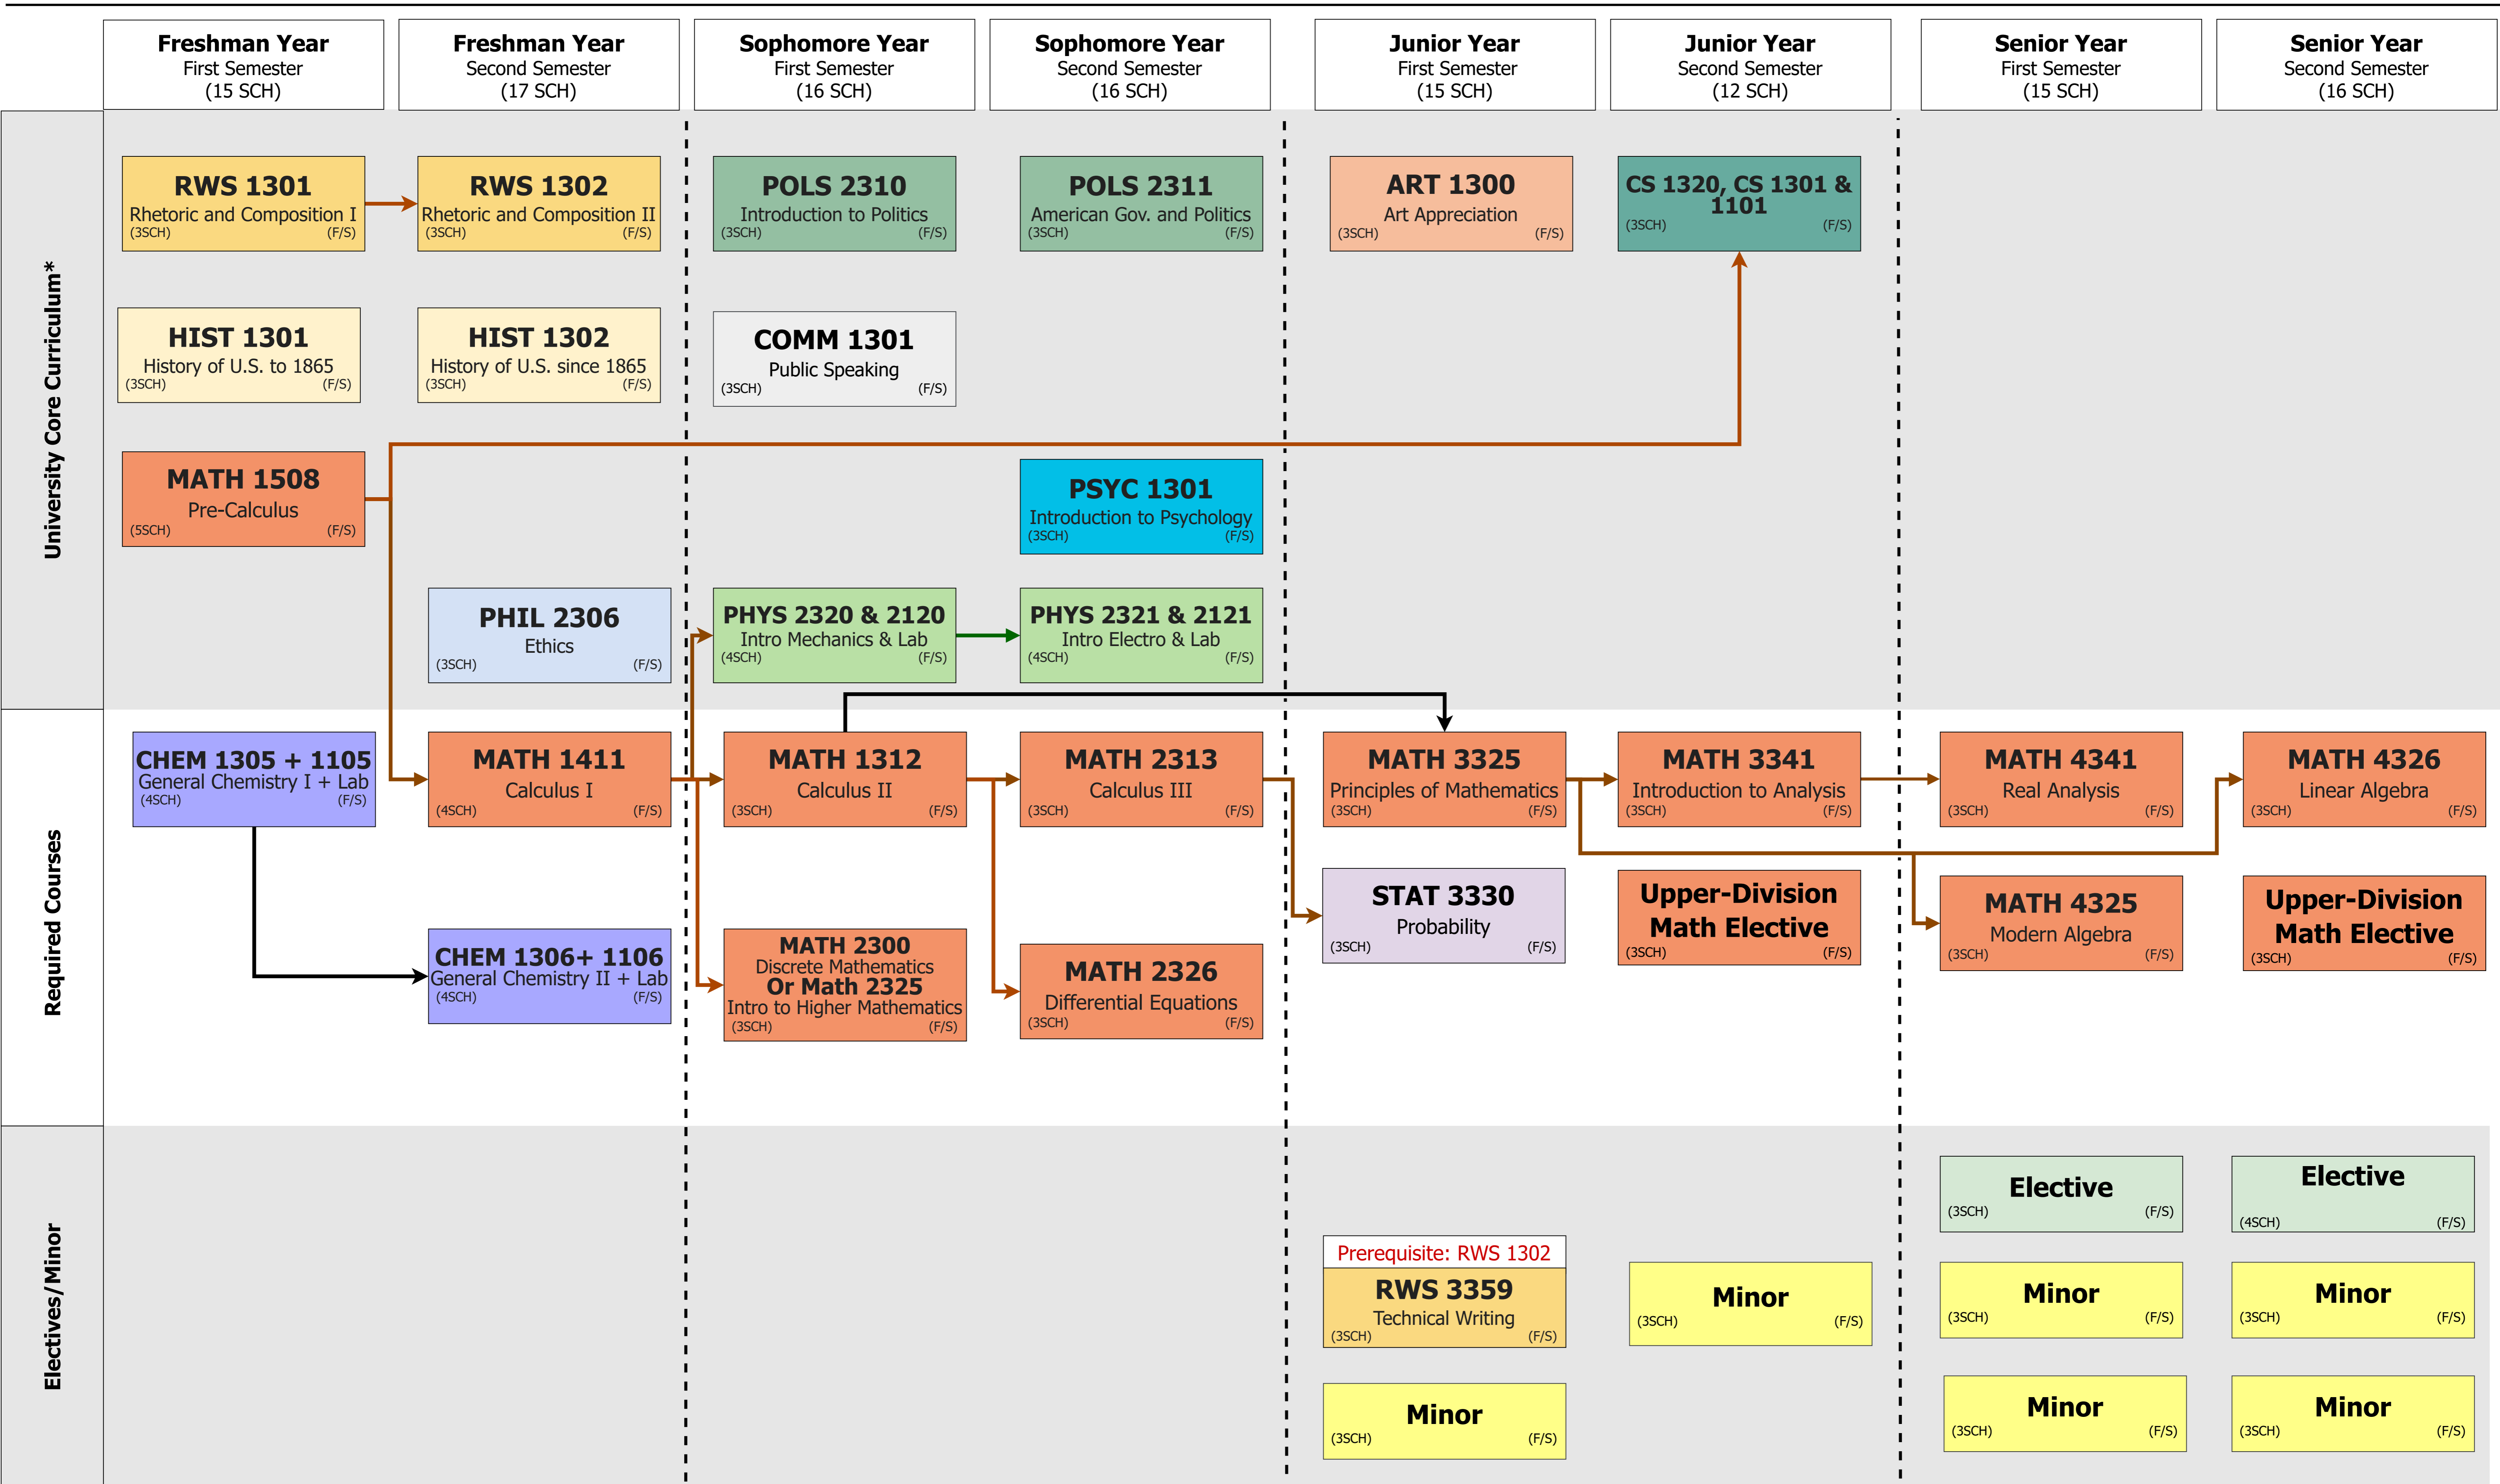 Freshman Year
First Semester
(15 SCH)
Freshman Year
Second Semester
(17 SCH)
Sophomore Year
First Semester
(16 SCH)
Sophomore Year
Second Semester
(16 SCH)
Junior Year
First Semester
(15 SCH)
Junior Year
Second Semester
(12 SCH)
Senior Year
First Semester
(15 SCH)
Senior Year
Second Semester
(16 SCH)
University Core Curriculum*
RWS 1301
Rhetoric and Composition I
(3SCH) (F/S)
RWS 1302
Rhetoric and Composition II
(3SCH) (F/S)
POLS 2310
Introduction to Politics
(3SCH) (F/S)
POLS 2311
American Gov. and Politics
(3SCH) (F/S)
ART 1300
Art Appreciation
(3SCH) (F/S)
CS 1320, CS 1301 &
1101
(3SCH) (F/S)
HIST 1301
History of U.S. to 1865
(3SCH) (F/S)
HIST 1302
History of U.S. since 1865
(3SCH) (F/S)
COMM 1301
Public Speaking
(3SCH) (F/S)
MATH 1508
Pre-Calculus
(5SCH) (F/S)
PSYC 1301
Introduction to Psychology
(3SCH) (F/S)
PHIL 2306
Ethics
(3SCH) (F/S)
PHYS 2320 & 2120
Intro Mechanics & Lab
(4SCH) (F/S)
PHYS 2321 & 2121
Intro Electro & Lab
(4SCH) (F/S)
Required Courses
CHEM 1305 + 1105
General Chemistry I + Lab
(4SCH) (F/S)
MATH 1411
Calculus I
(4SCH) (F/S)
MATH 1312
Calculus II
(3SCH) (F/S)
MATH 2313
Calculus III
(3SCH) (F/S)
MATH 3325
Principles of Mathematics
(3SCH) (F/S)
MATH 3341
Introduction to Analysis
(3SCH) (F/S)
MATH 4341
Real Analysis
(3SCH) (F/S)
MATH 4326
Linear Algebra
(3SCH) (F/S)
CHEM 1306+ 1106
General Chemistry II + Lab
(4SCH) (F/S)
MATH 2300
Discrete Mathematics
Or Math 2325
Intro to Higher Mathematics
(3SCH) (F/S)
MATH 2326
Differential Equations
(3SCH) (F/S)
STAT 3330
Probability
(3SCH) (F/S)
Upper-Division
Math Elective
(3SCH) (F/S)
MATH 4325
Modern Algebra
(3SCH) (F/S)
Upper-Division
Math Elective
(3SCH) (F/S)
Electives/Minor
Elective
(3SCH) (F/S)
Elective
(4SCH) (F/S)
Prerequisite: RWS 1302
RWS 3359
Technical Writing
(3SCH) (F/S)
Minor
(3SCH) (F/S)
Minor
(3SCH) (F/S)
Minor
(3SCH) (F/S)
Minor
(3SCH) (F/S)
Minor
(3SCH) (F/S)
Minor
(3SCH) (F/S)